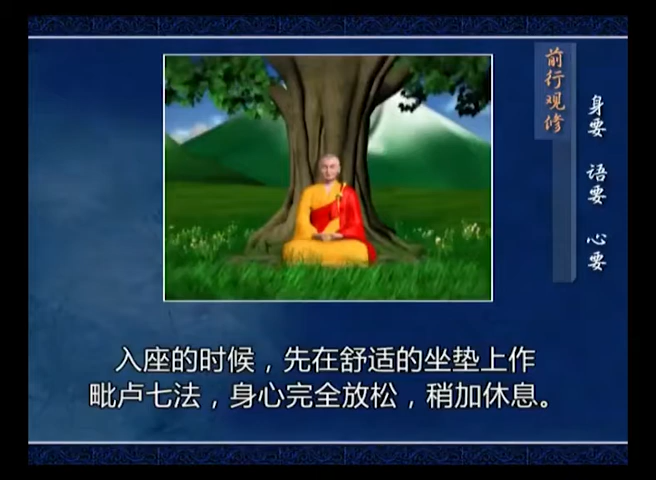 前行观修
身要 语要 心要
入座的时候，先在舒适的坐垫上作
毗卢七法，身心完全放松，稍加休息。